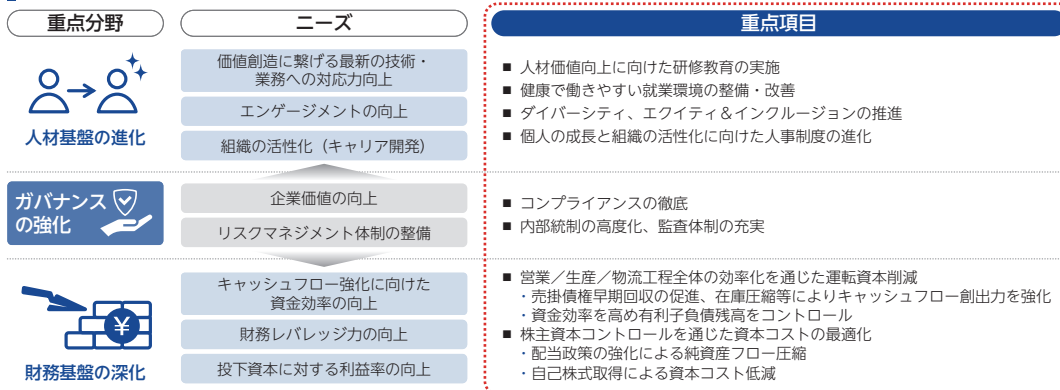 重点分野
ニーズ
重点項目
人材基盤の進化
価値創造に繋げる最新の技術・
業務への対応力向上
エンゲージメントの向上
組織の活性化（キャリア開発）
■ 人材価値向上に向けた研修教育の実施
■ 健康で働きやすい就業環境の整備・改善
■ ダイバーシティ、エクイティ＆インクルージョンの推進
■ 個人の成長と組織の活性化に向けた人事制度の進化
ガバナンス
の強化
企業価値の向上
リスクマネジメント体制の整備
■ コンプライアンスの徹底
■ 内部統制の高度化、監査体制の充実
¥
財務基盤の深化
キャッシュフロー強化に向けた
資金効率の向上
財務レバレッジ力の向上
投下資本に対する利益率の向上
■ 営業／生産／物流工程全体の効率化を通じた運転資本削減
・売掛債権早期回収の促進、在庫圧縮等によりキャッシュフロー創出力を強化
・資金効率を高め有利子負債残高をコントロール
■ 株主資本コントロールを通じた資本コストの最適化
・配当政策の強化による純資産フロー圧縮
・自己株式取得による資本コスト低減